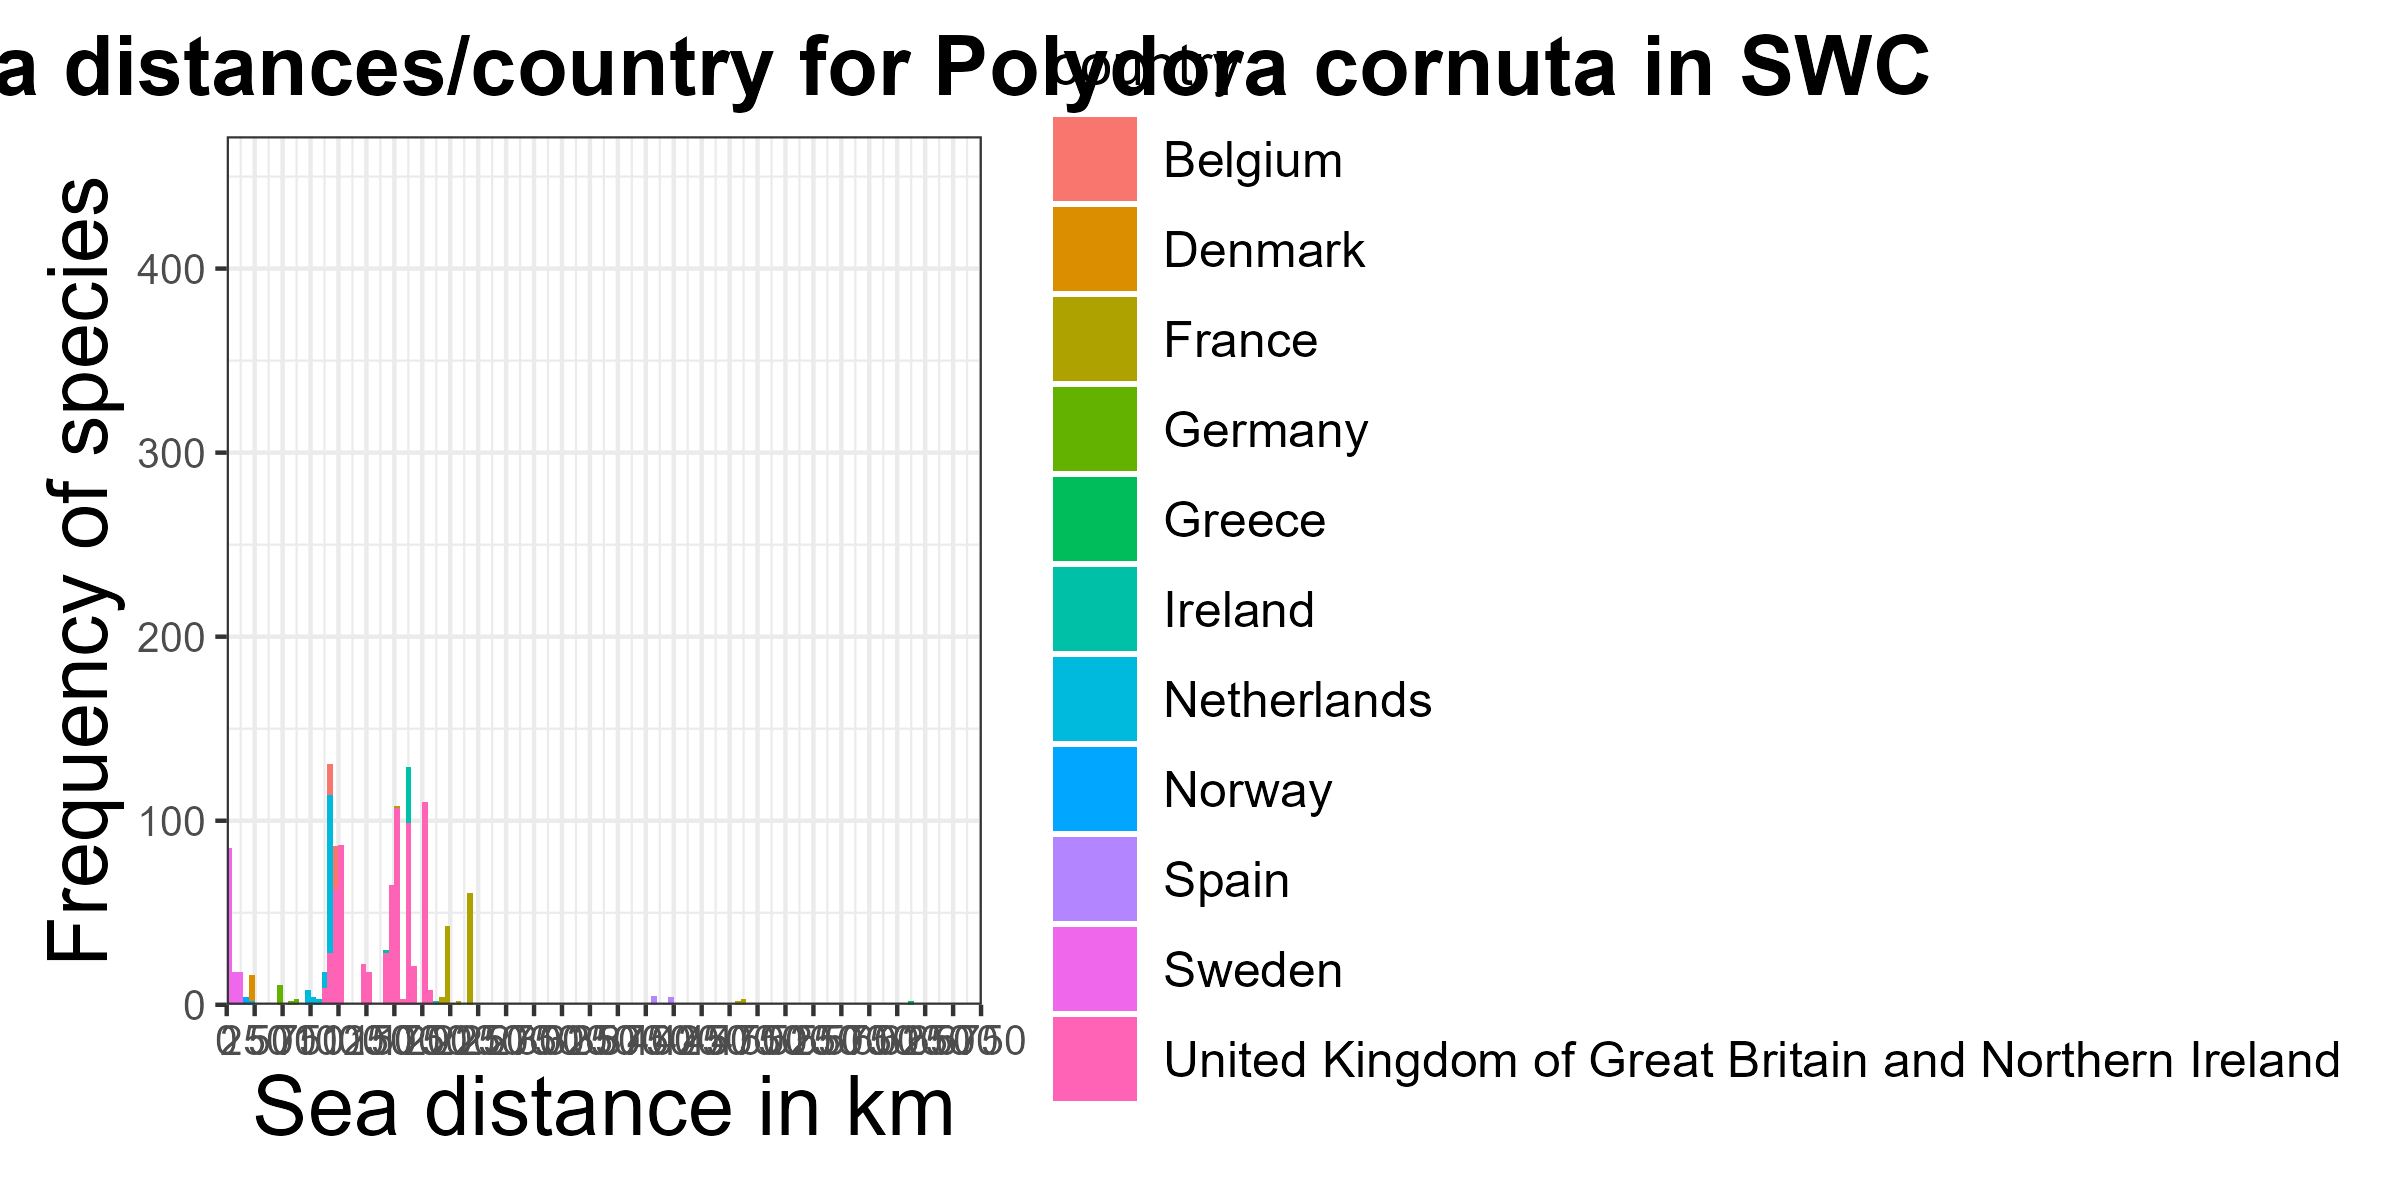 a distances/country for Polydora cornuta in SWC
country
Belgium
Denmark
France
Germany
Greece
Ireland
Netherlands
Norway
Spain
Sweden
United Kingdom of Great Britain and Northern Ireland
Frequency of species
400
300
200
100
0
Sea distance in km